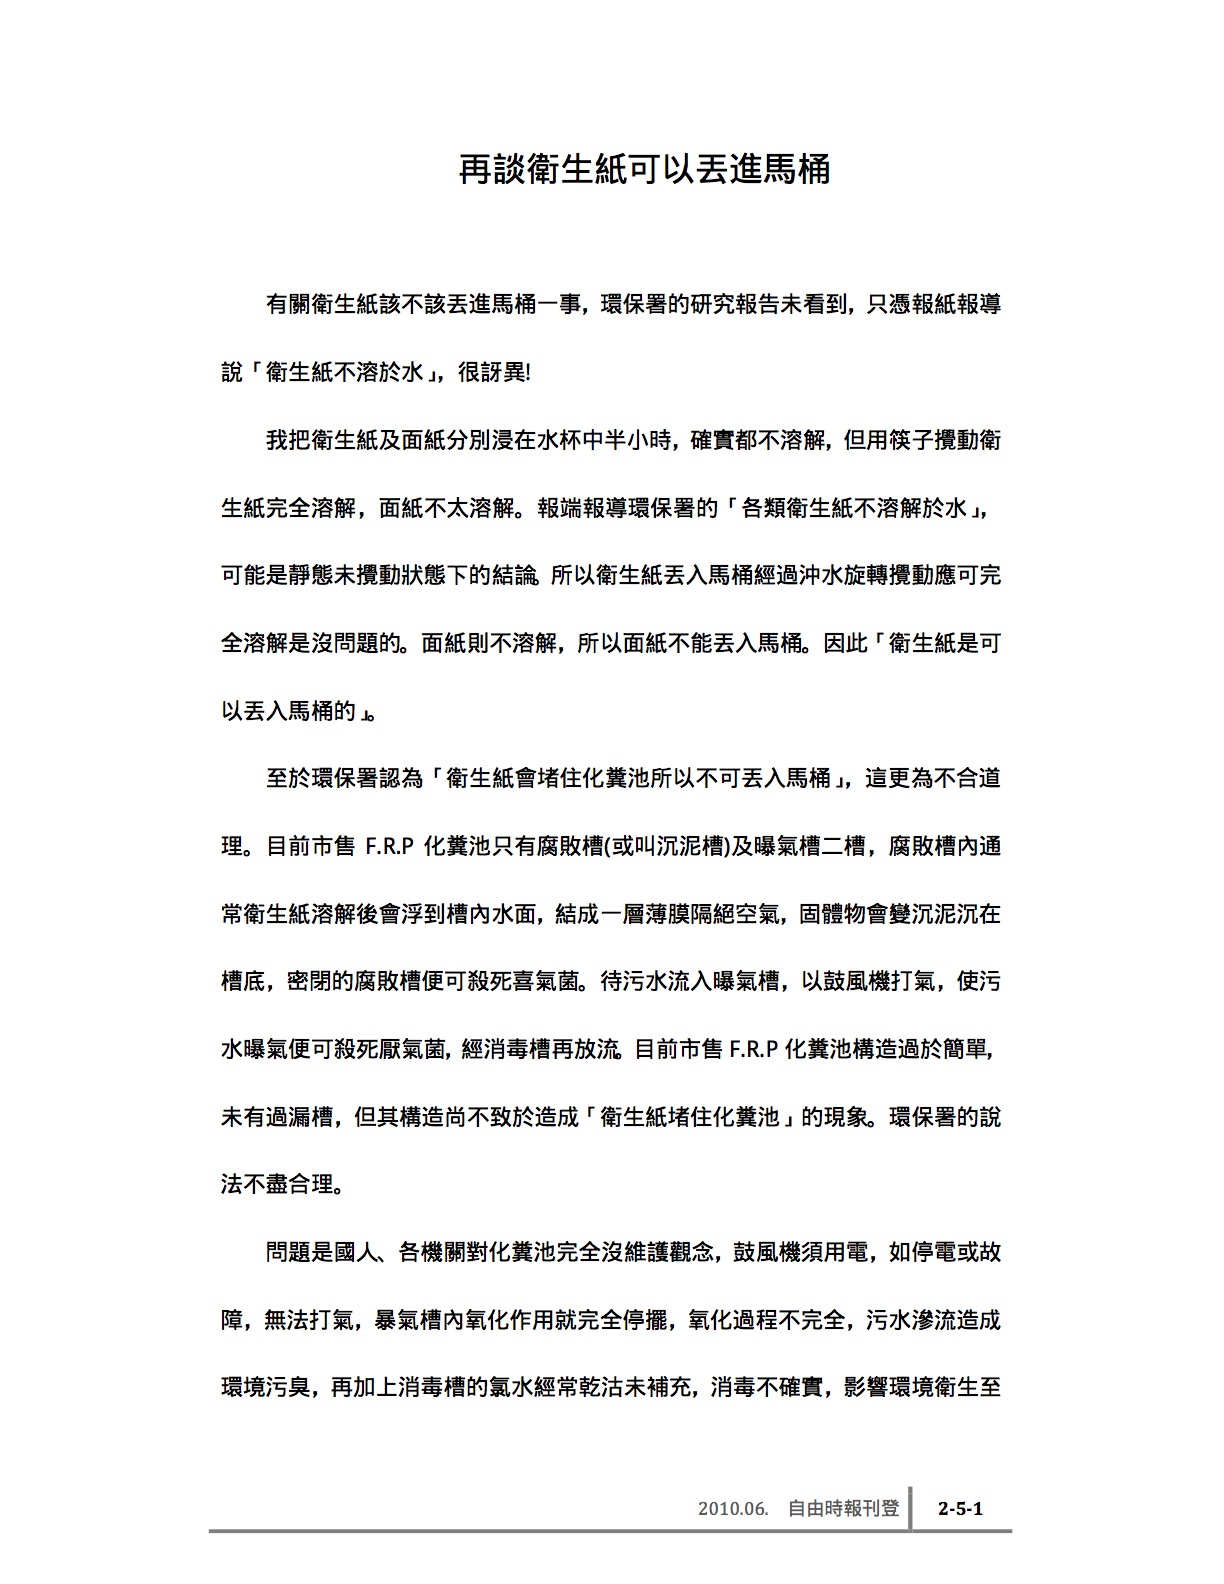 再談衛生紙可以丟進馬桶
有關衛生紙該不該丟進馬桶一事，環保署的研究報告未看到，只憑報紙報導
說「衛生紙不溶於水」，很訝異!
我把衛生紙及面紙分別浸在水杯中半小時，確實都不溶解，但用筷子攪動衛
生紙完全溶解，面紙不太溶解。報端報導環保署的「各類衛生紙不溶解於水」，
可能是靜態未攪動狀態下的結論。所以衛生紙丟入馬桶經過沖水旋轉攪動應可完
全溶解是沒問題的。面紙則不溶解，所以面紙不能丟入馬桶。因此「衛生紙是可
以丟入馬桶的」。
至於環保署認為「衛生紙會堵住化糞池所以不可丟入馬桶」，這更為不合道
理。目前市售 F.R.P 化糞池只有腐敗槽(或叫沉泥槽)及曝氣槽二槽，腐敗槽內通
常衛生紙溶解後會浮到槽內水面，結成一層薄膜隔絕空氣，固體物會變沉泥沉在
槽底，密閉的腐敗槽便可殺死喜氣菌。待污水流入曝氣槽，以鼓風機打氣，使污
水曝氣便可殺死厭氣菌，經消毒槽再放流。目前市售 F.R.P 化糞池構造過於簡單，
未有過漏槽，但其構造尚不致於造成「衛生紙堵住化糞池」的現象。環保署的說
法不盡合理。
問題是國人、各機關對化糞池完全沒維護觀念，鼓風機須用電，如停電或故
障，無法打氣，暴氣槽內氧化作用就完全停擺，氧化過程不完全，污水滲流造成
環境污臭，再加上消毒槽的氯水經常乾沽未補充，消毒不確實，影響環境衛生至
2010.06. 自由時報刊登 2-5-1